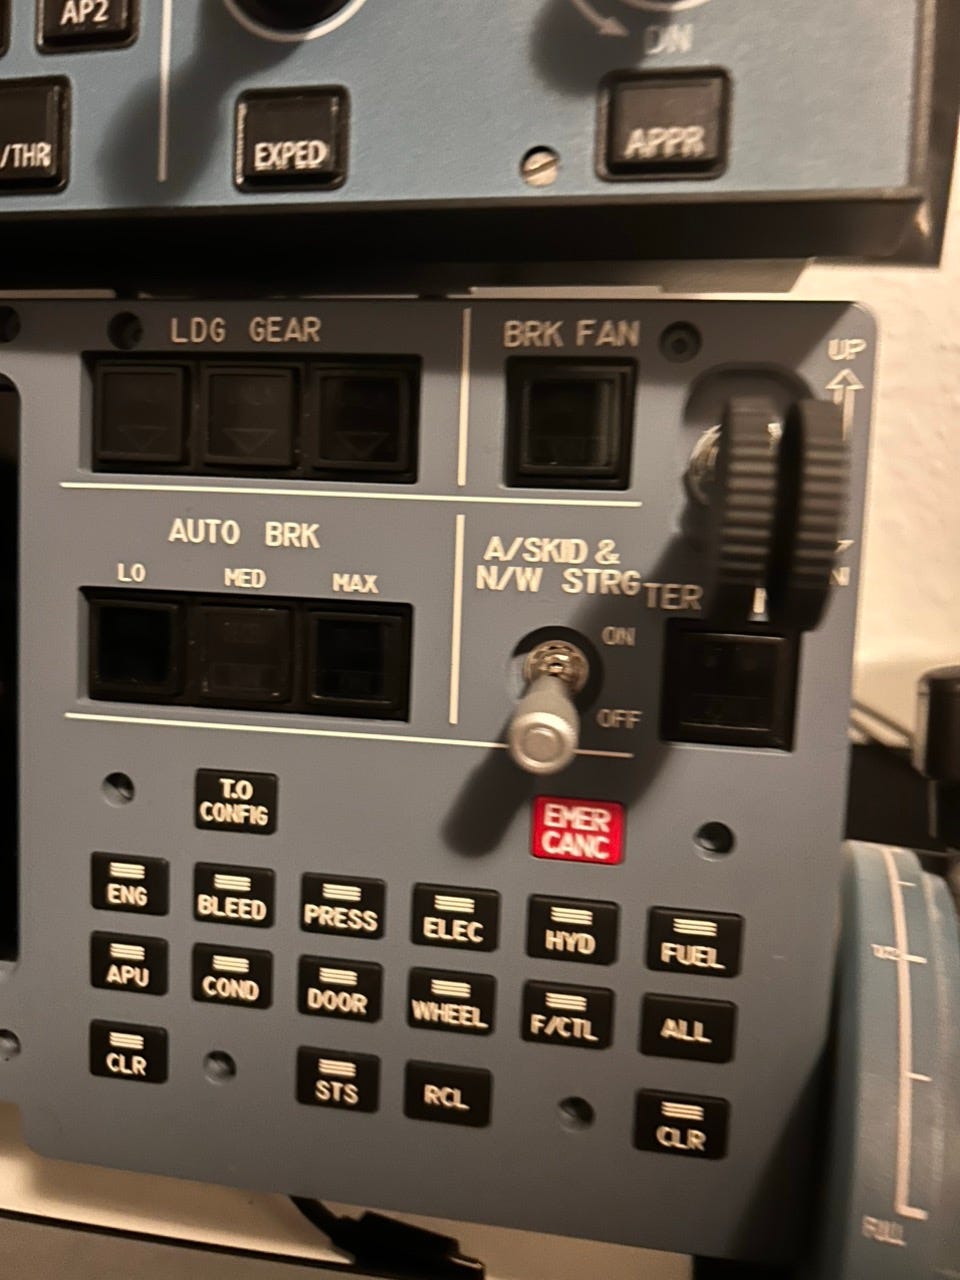 AP2
/THR
EXPED
DN
APPR
LDG GEAR
BRK FAN
UP
AUTO BRK
LO MED MAX
A/SKID &
N/W STRG
TER
ON
OFF
T.O
CONFIG
EMER
CANC
ENG
BLEED
PRESS
ELEC
HYD
FUEL
APU
COND
DOOR
WHEEL
F/CTL
ALL
CLR
STS
RCL
CLR
FULL